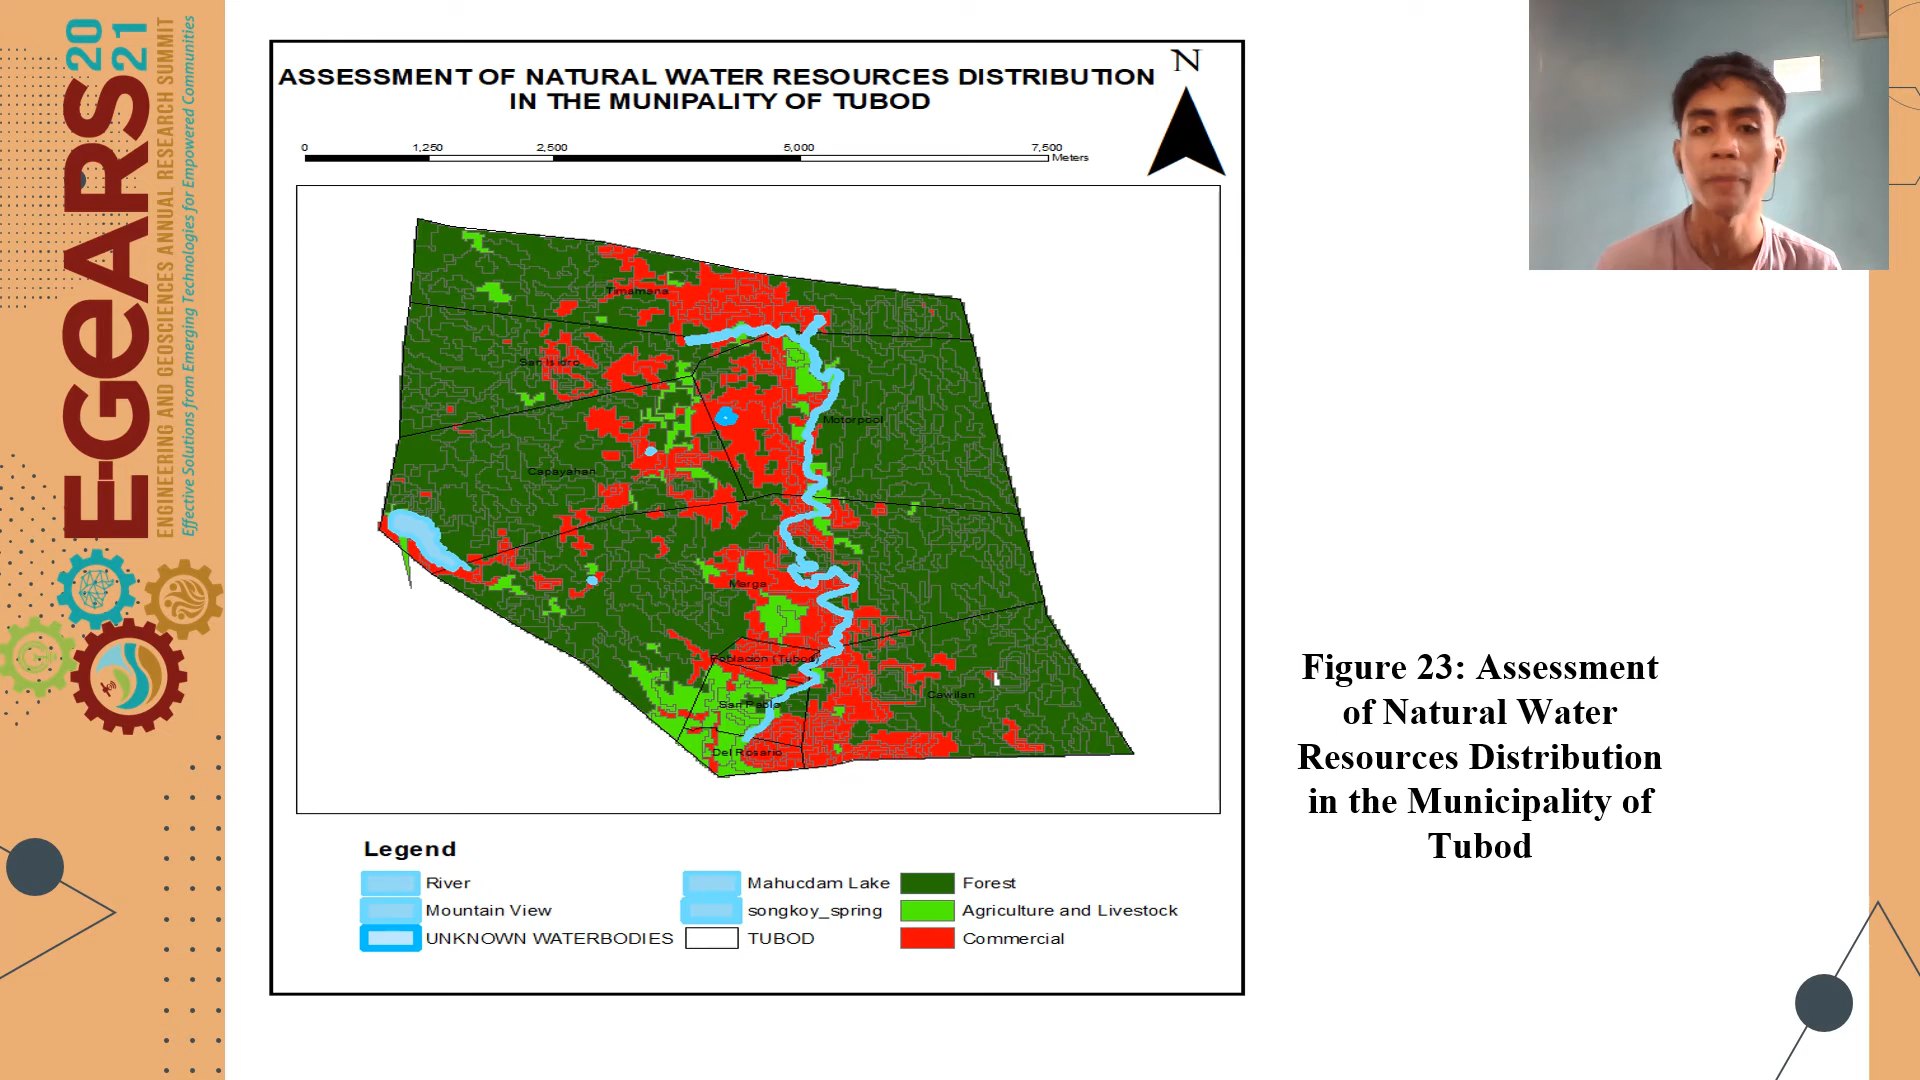 E-GeARS 2021
ENGINEERING AND GEOSCIENCES ANNUAL RESEARCH SUMMIT
Effective Solutions from Emerging Technologies for Empowered Communities
ASSESSMENT OF NATURAL WATER RESOURCES DISTRIBUTION
IN THE MUNIPALITY OF TUBOD
N
0 1,250 2,500 5,000 7,500
Meters
Timamana
San Isidro
Motorpool
Capayahan
Marga
Poblacion (Tubod)
Cawilan
San Pablo
Del Rosario
Legend
River
Mountain View
UNKNOWN WATERBODIES
Mahucdam Lake
songkoy_spring
TUBOD
Forest
Agriculture and Livestock
Commercial
Figure 23: Assessment
of Natural Water
Resources Distribution
in the Municipality of
Tubod